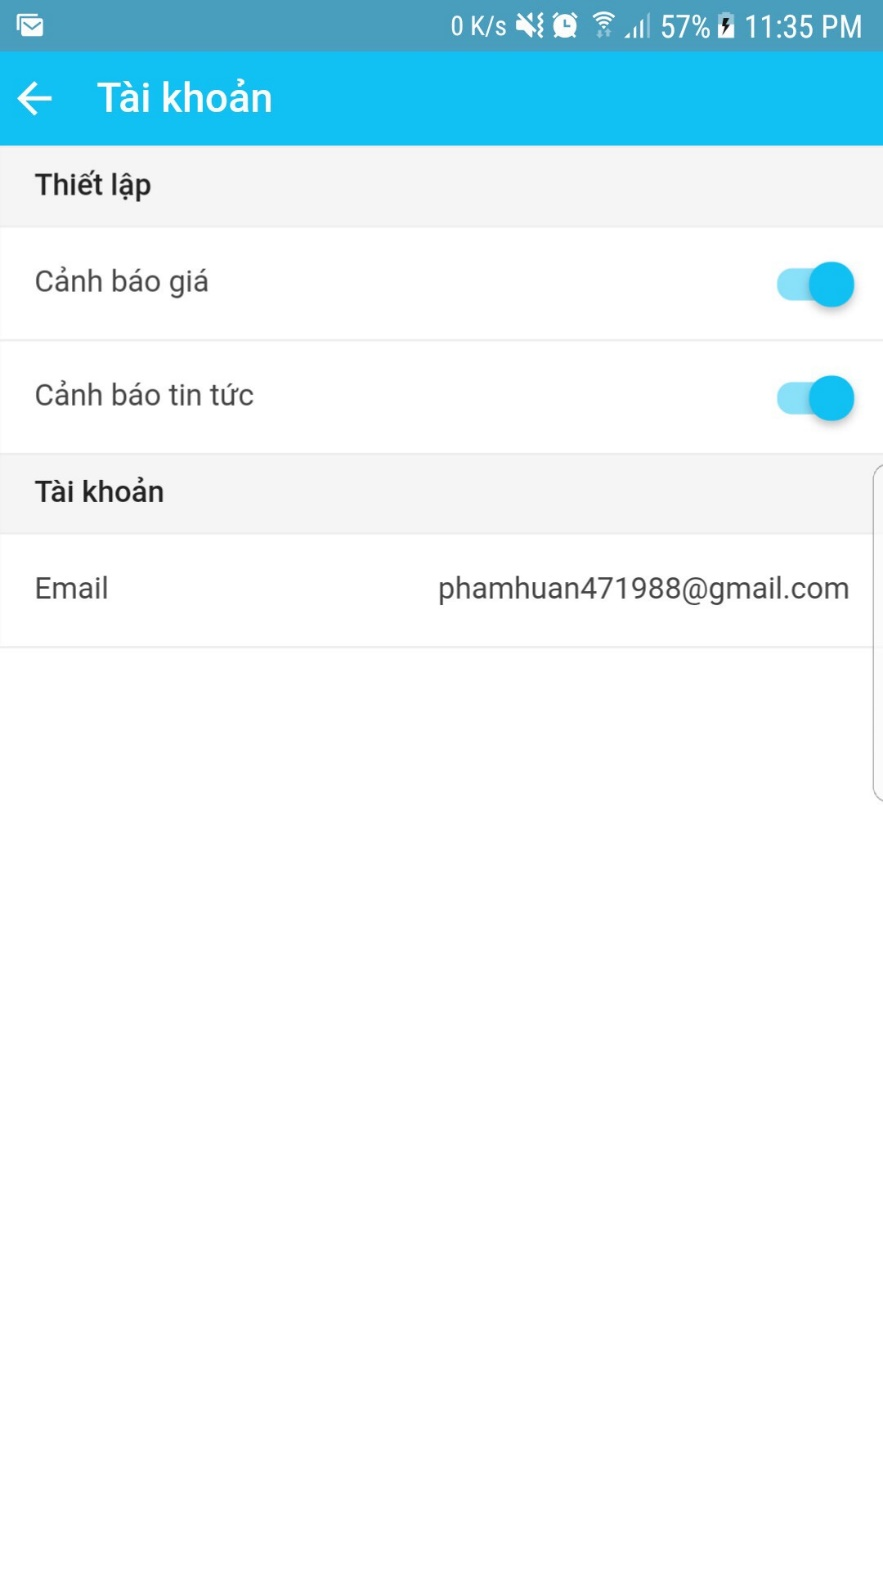 0 K/s 57% 11:35 PM
Tài khoản
Thiết lập
Cảnh báo giá
Cảnh báo tin tức
Tài khoản
Email phamhuan471988@gmail.com